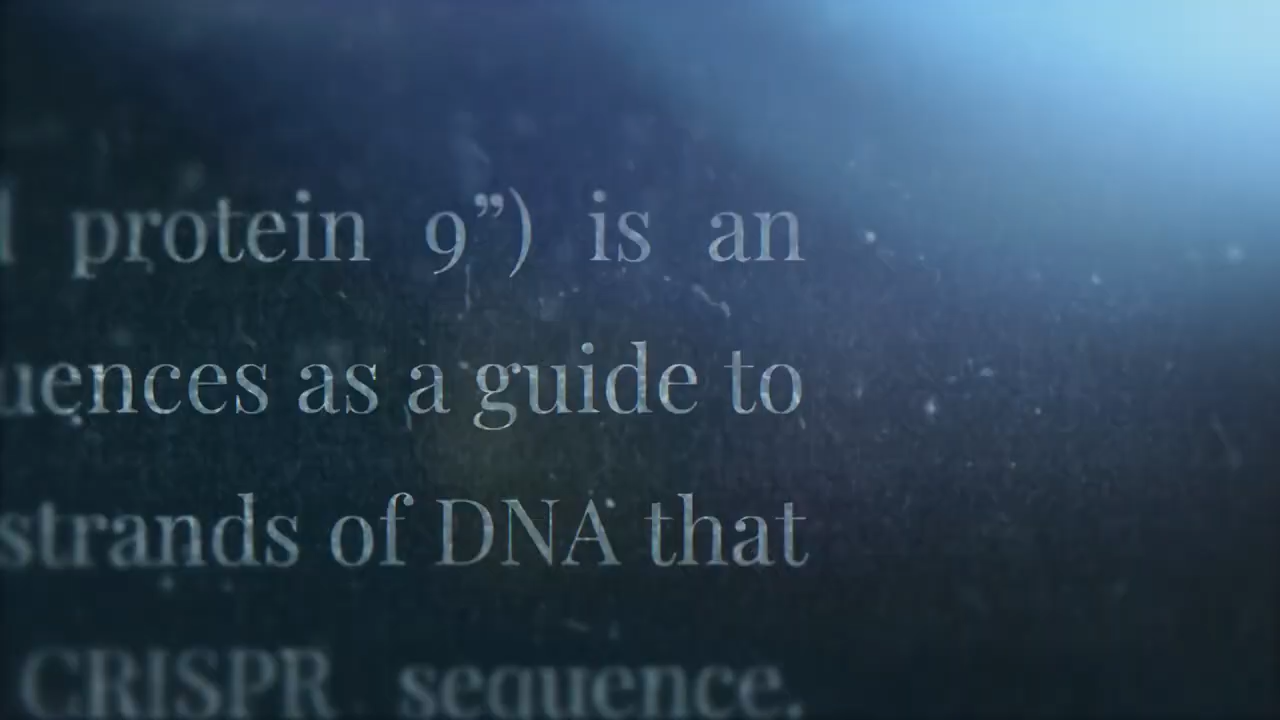 protein 9”) is an
uences as a guide to
strands of DNA that
CRISPR sequence.